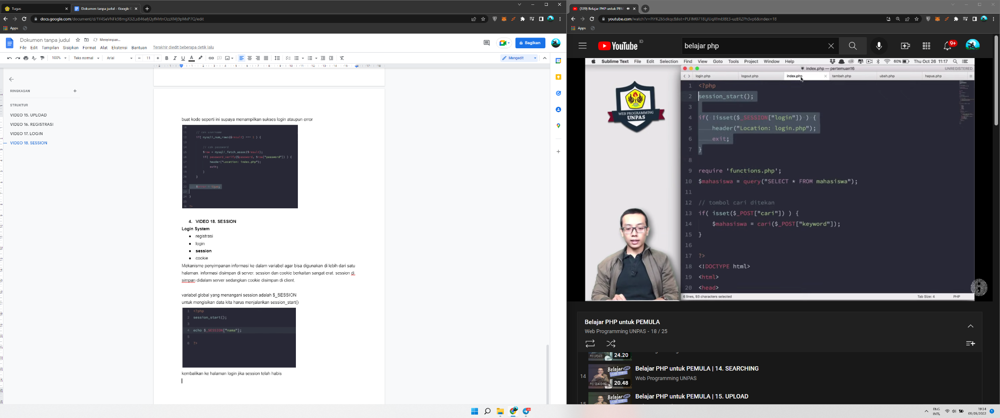 Tugas
Dokumen tanpa judul - Google D
docs.google.com/document/d/1Y4SeVNFk9BmgX32LsB46afjQyfMrtnOzzXMj9pMxP7Q/edit
Apps
Dokumen tanpa judul
Menyimpan...
File Edit Tampilan Sisipkan Format Alat Ekstensi Bantuan Terakhir diedit beberapa detik lalu
Bagikan
100% Teks normal Arial 11
Mengedit
RINGKASAN
STRUKTUR
VIDEO 15. UPLOAD
VIDEO 16. REGISTRASI
VIDEO 17. LOGIN
VIDEO 18. SESSION
buat kode seperti ini supaya menampilkan sukses login ataupun error
10
11 // cek username
12 if( mysqli_num_rows($result) === 1 ) {
13
14 // cek password
15 $row = mysqli_fetch_assoc($result);
16 if( password_verify($password, $row["password"]) ) {
17 header("Location: index.php");
18 exit;
19 }
20 }
21
22 $error = true;
23
24 }
25
26 ?>
4. VIDEO 18. SESSION
Login System
● registrasi
● login
● session
● cookie
Mekanisme penyimpanan informasi ke dalam variabel agar bisa digunakan di lebih dari satu
halaman. informasi disimpan di server. session dan cookie berkaitan sangat erat. session di
simpan didalam server sedangkan cookie disimpan di client.
variabel global yang menangani session adalah $_SESSION
untuk mengisikan data kita harus menjalankan session_start()
1 <?php
2 session_start();
3
4 echo $_SESSION["nama"];
5
6 ?>
kembalikan ke halaman login jika session telah habis
(339) Belajar PHP untuk PEM
youtube.com/watch?v=PiYKZ65dkqc&list=PLFIM0718LjIUqXfmEIBE3-uzERZPh3vp6&index=18
Apps
YouTube ID
belajar php
9+
Sublime Text File Edit Selection Find View Goto Tools Project Window Help 60% Thu Oct 26 11:17
index.php — pertemuan16
UNREGISTERED
login.php logout.php index.php tambah.php ubah.php hapus.php
WEB PROGRAMMING
UNPAS
1 <?php
2 session_start();
3
4 if( !isset($_SESSION["login"]) ) {
5 header("Location: login.php");
6 exit;
7 }
8
9 require 'functions.php';
10 $mahasiswa = query("SELECT * FROM mahasiswa");
11
12 // tombol cari ditekan
13 if( isset($_POST["cari"]) ) {
14 $mahasiswa = cari($_POST["keyword"]);
15 }
16
17 ?>
18 <!DOCTYPE html>
19 <html>
20 <head>
6 lines, 93 characters selected
Tab Size: 4 PHP
Belajar PHP untuk PEMULA
Web Programming UNPAS - 18 / 25
#11 UPDATE
24.20
14
Belajar
#12 SEARCHING
20.48
Belajar PHP untuk PEMULA | 14. SEARCHING
Web Programming UNPAS
15
Belajar
Belajar PHP untuk PEMULA | 15. UPLOAD
ENG
INTL
19:54
09/05/2022